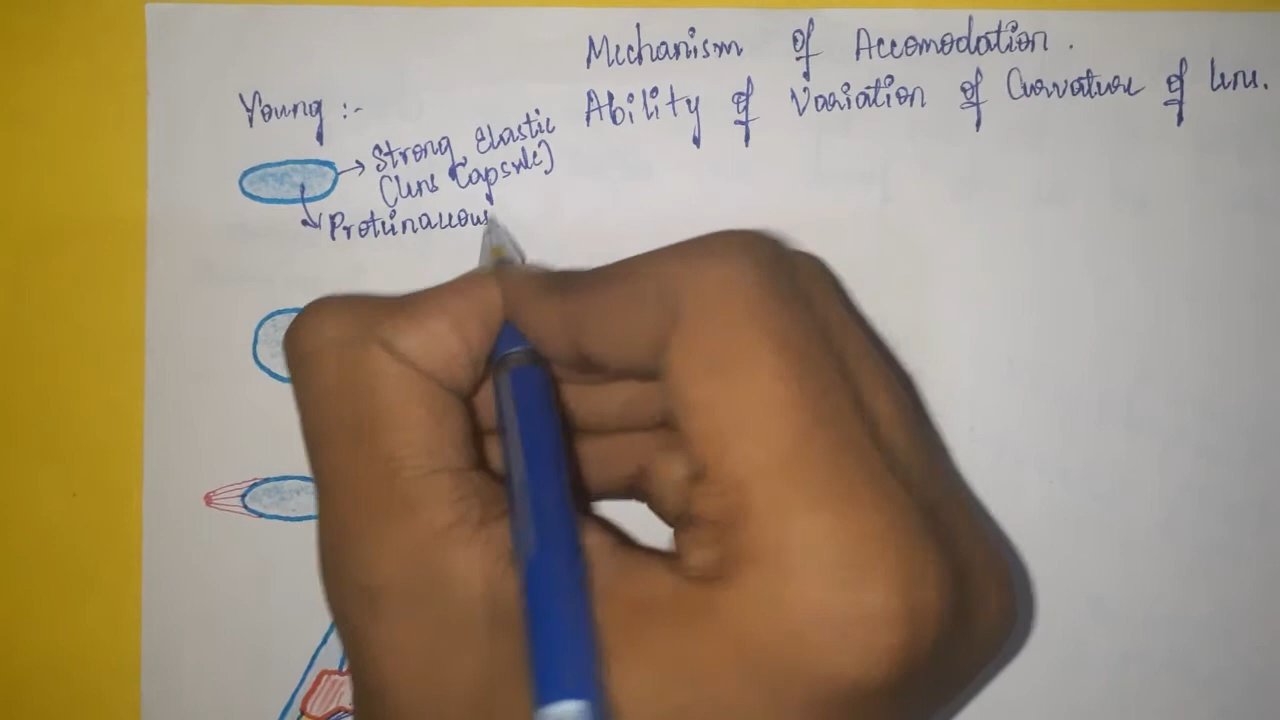 Mechanism of Accomodation.
Ability of Variation of Curvature of lens.
Young :-
Strong Elastic
(lens Capsule)
Proteinaceous